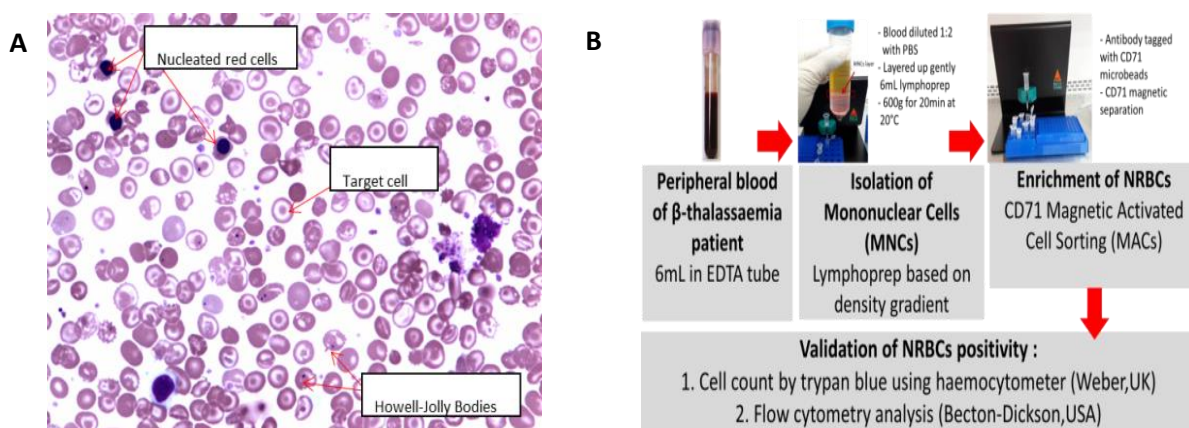 A
Nucleated red cells
Target cell
Howell-Jolly Bodies
B
Peripheral blood
of β-thalassaemia
patient
6mL in EDTA tube
MNCs layer
- Blood diluted 1:2
with PBS
- Layered up gently
6mL lymphoprep
- 600g for 20min at
20°C
Isolation of
Mononuclear Cells
(MNCs)
Lymphoprep based on
density gradient
- Antibody tagged
with CD71
microbeads
- CD71 magnetic
separation
Enrichment of NRBCs
CD71 Magnetic Activated
Cell Sorting (MACs)
Validation of NRBCs positivity :
1. Cell count by trypan blue using haemocytometer (Weber,UK)
2. Flow cytometry analysis (Becton-Dickson,USA)